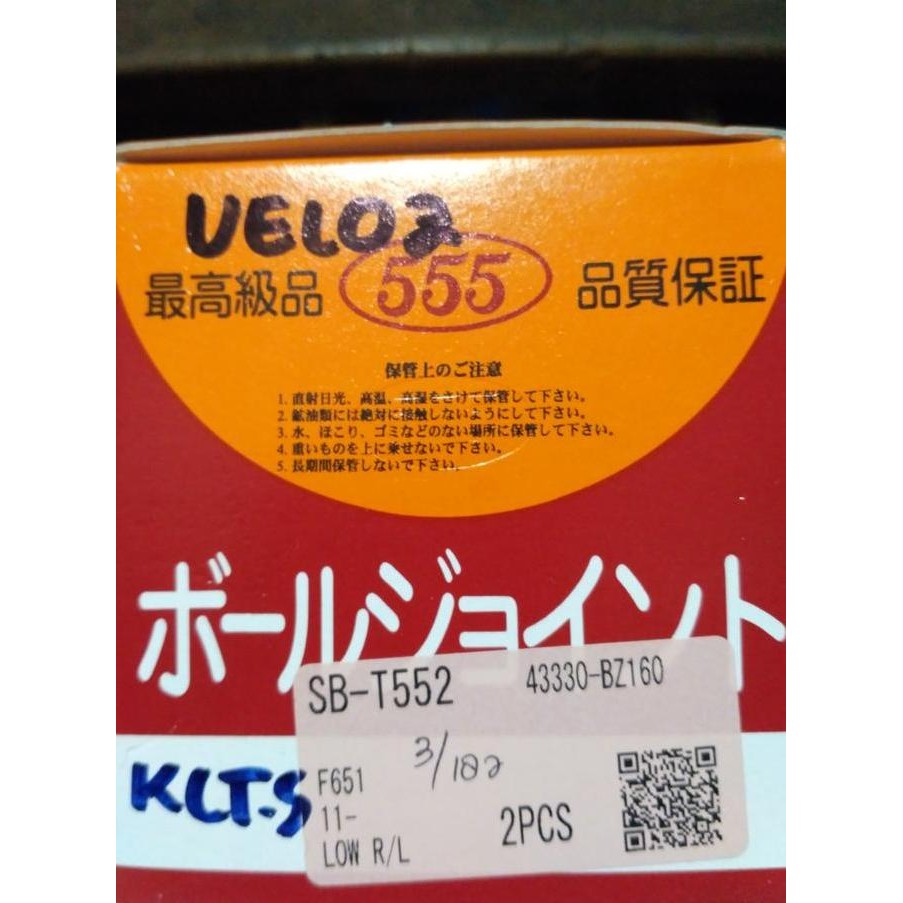 VELOZ
最高級品 555 品質保証
保管上のご注意
1. 直射日光、高温、高湿をさけて保管して下さい。
2. 鉱油類には絶対に接触しないようにして下さい。
3. 水、ほこり、ゴミなどのない場所に保管して下さい。
4. 重いものを上に乗せないで下さい。
5. 長期間保管しないで下さい。
ボールジョイント
SB-T552 43330-BZ160
KLT-S
F651
11-
LOW R/L
2PCS